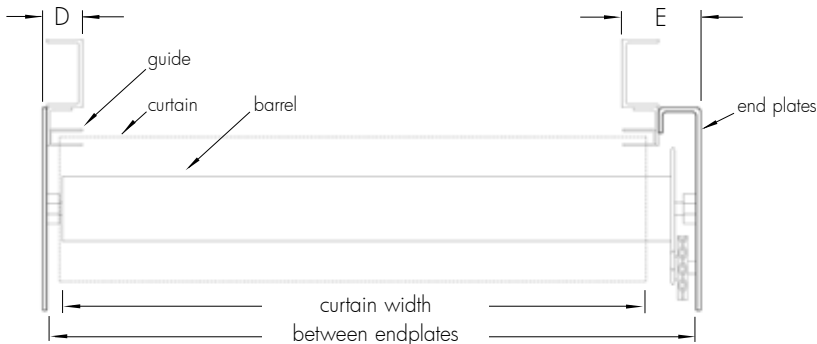 D
E
guide
curtain
barrel
end plates
curtain width
between endplates